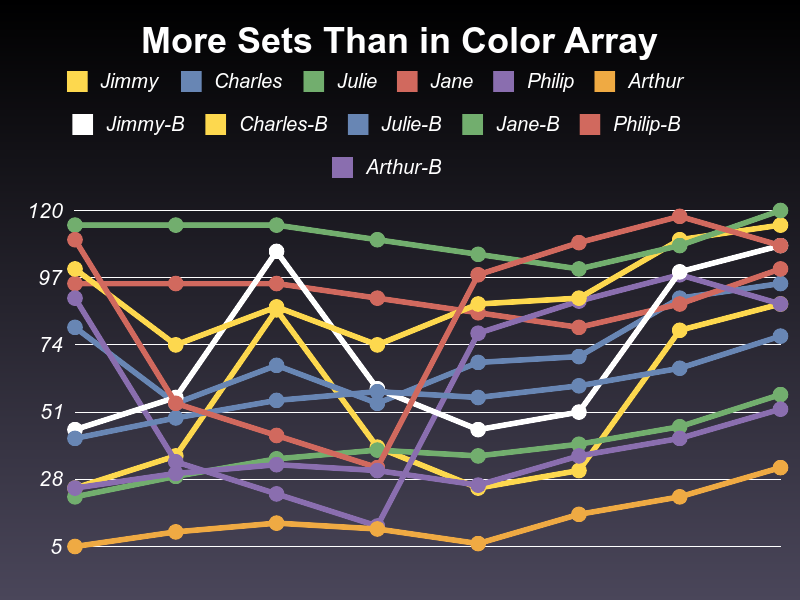 More Sets Than in Color Array
Jimmy Charles Julie Jane Philip Arthur
Jimmy-B Charles-B Julie-B Jane-B Philip-B
Arthur-B
120
97
74
51
28
5